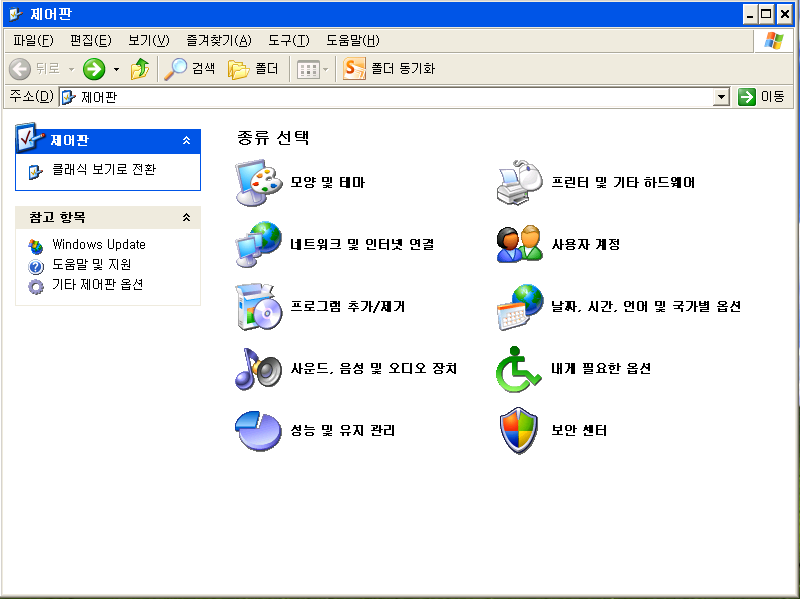 제어판
파일(F) 편집(E) 보기(V) 즐겨찾기(A) 도구(T) 도움말(H)
뒤로 검색 폴더 폴더 동기화
주소(D) 제어판 이동
제어판
클래식 보기로 전환
참고 항목
Windows Update
도움말 및 지원
기타 제어판 옵션
종류 선택
모양 및 테마
프린터 및 기타 하드웨어
네트워크 및 인터넷 연결
사용자 계정
프로그램 추가/제거
날짜, 시간, 언어 및 국가별 옵션
사운드, 음성 및 오디오 장치
내게 필요한 옵션
성능 및 유지 관리
보안 센터